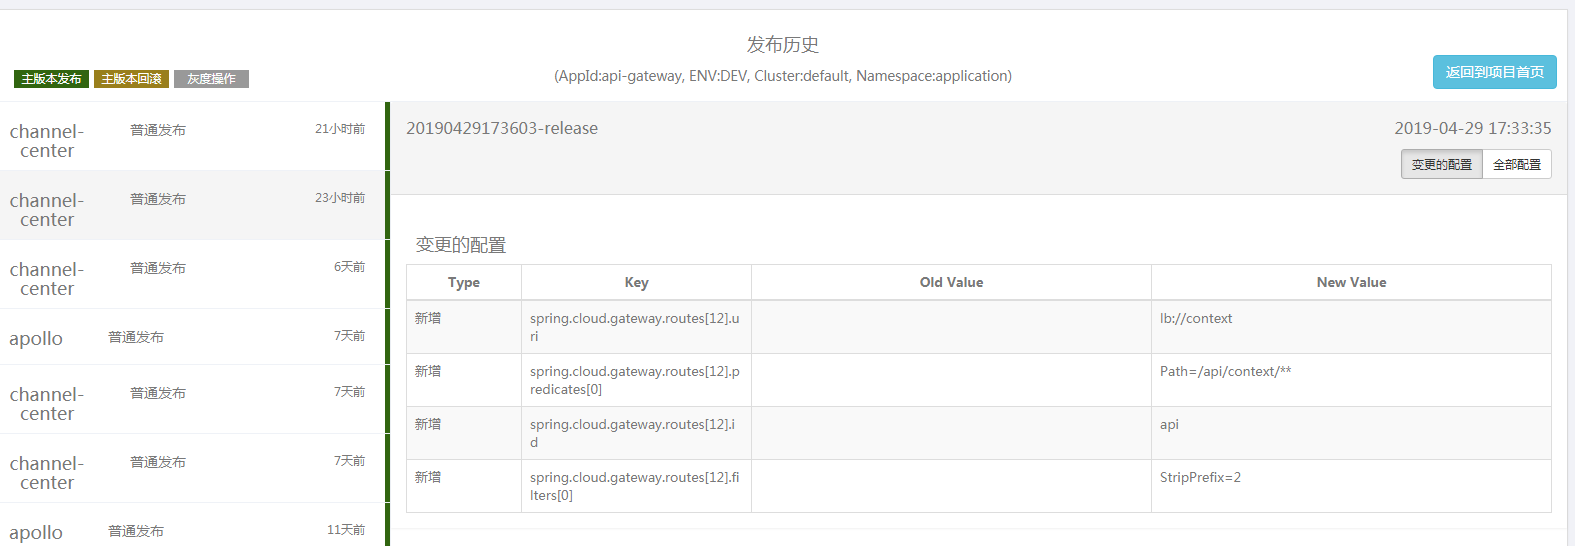 发布历史
主版本发布 主版本回滚 灰度操作
(AppId:api-gateway, ENV:DEV, Cluster:default, Namespace:application)
返回到项目首页
channel-
center
普通发布
21小时前
channel-
center
普通发布
23小时前
channel-
center
普通发布
6天前
apollo
普通发布
7天前
channel-
center
普通发布
7天前
channel-
center
普通发布
7天前
apollo
普通发布
11天前
20190429173603-release
2019-04-29 17:33:35
变更的配置 全部配置
变更的配置
Type Key Old Value New Value
新增 spring.cloud.gateway.routes[12].u lb://context
ri
新增 spring.cloud.gateway.routes[12].p Path=/api/context/**
redicates[0]
新增 spring.cloud.gateway.routes[12].i api
d
新增 spring.cloud.gateway.routes[12].fi StripPrefix=2
lters[0]